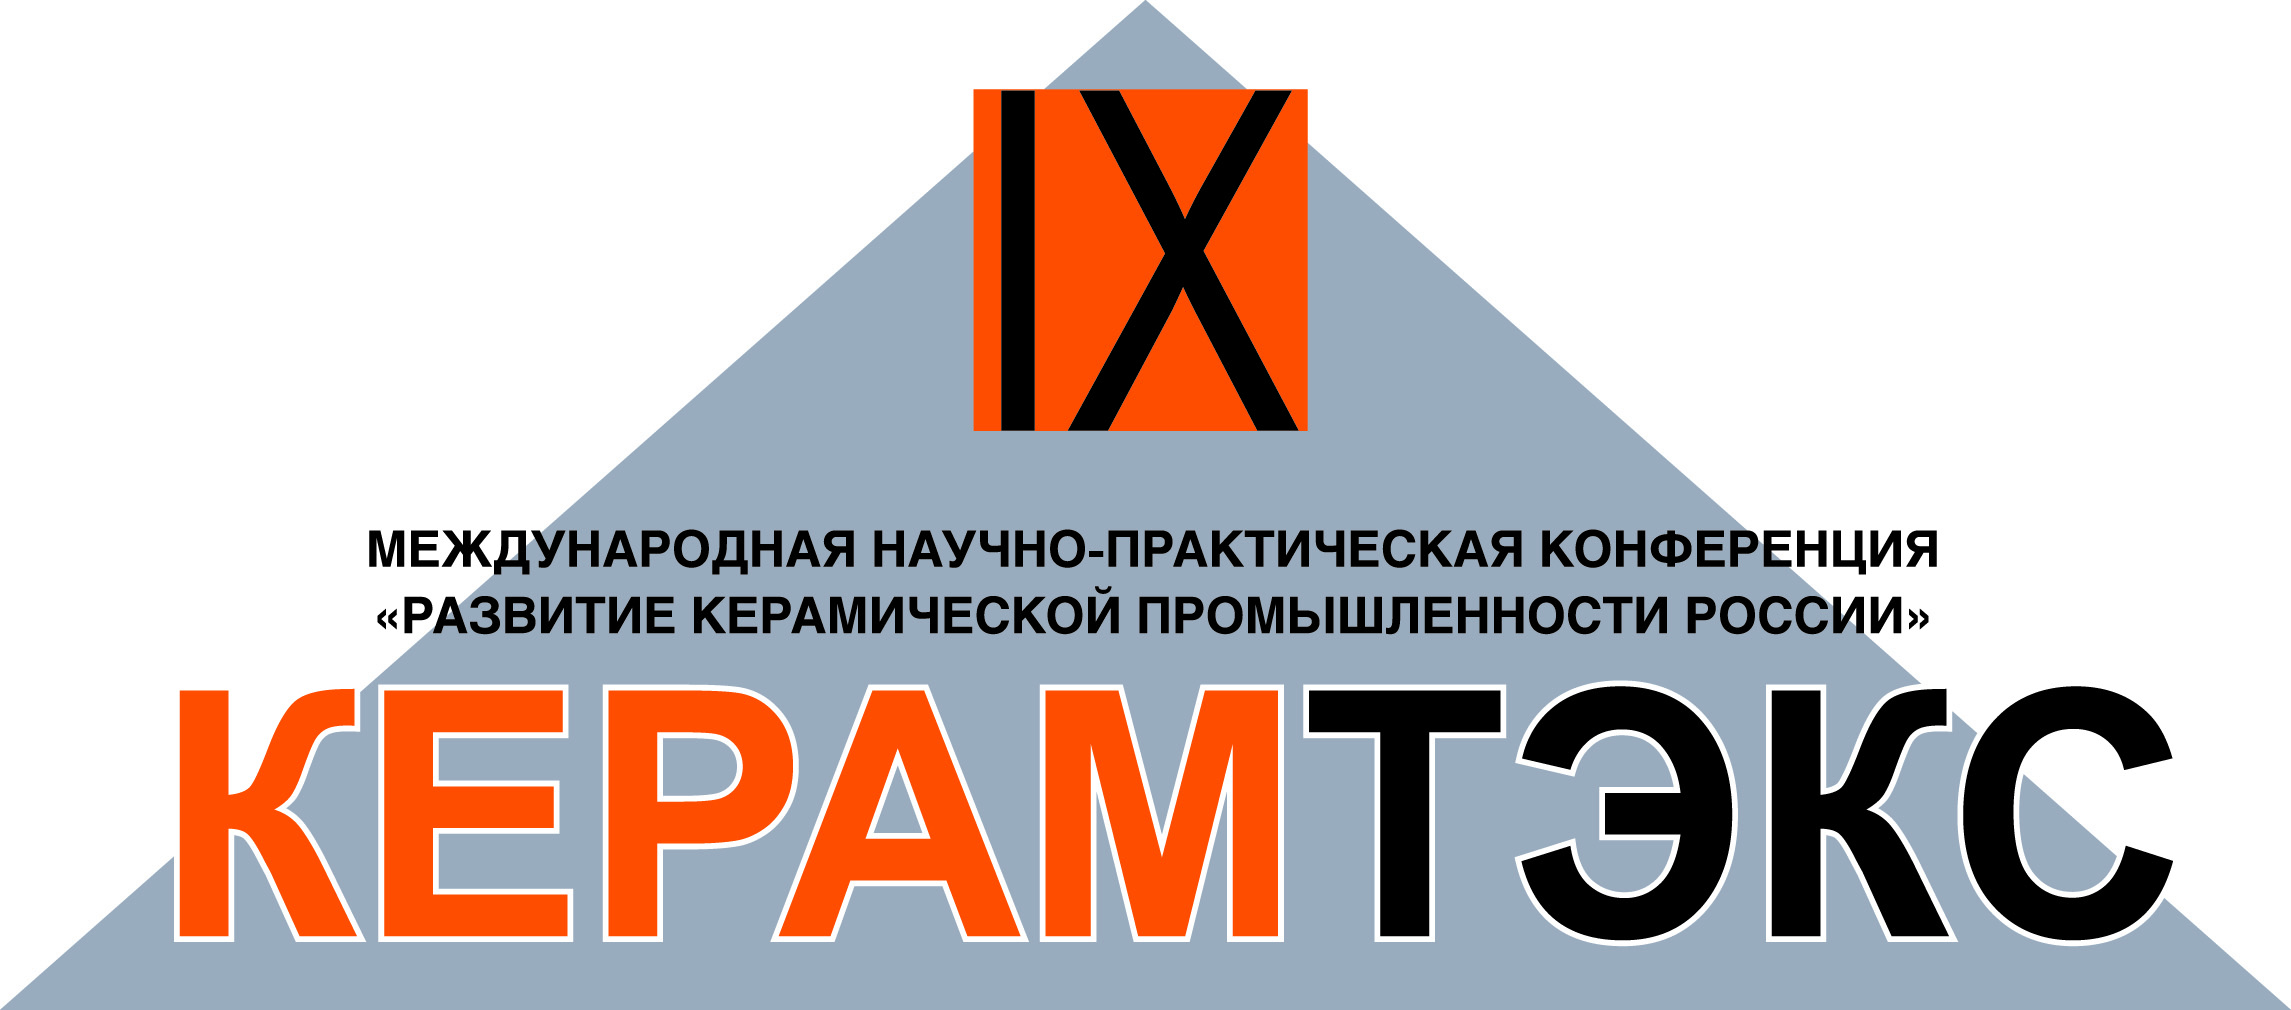 IX
МЕЖДУНАРОДНАЯ НАУЧНО-ПРАКТИЧЕСКАЯ КОНФЕРЕНЦИЯ
«РАЗВИТИЕ КЕРАМИЧЕСКОЙ ПРОМЫШЛЕННОСТИ РОССИИ»
КЕРАМТЭКС